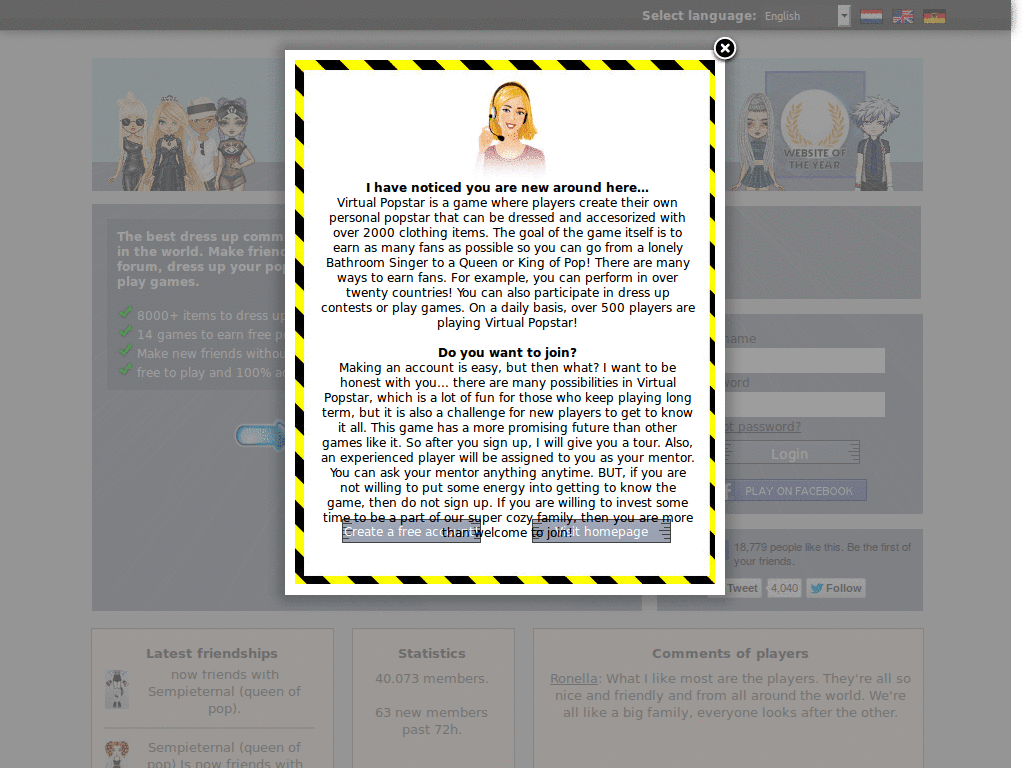 Select language: English
WEBSITE OF
THE YEAR
I have noticed you are new around here...
Virtual Popstar is a game where players create their own
personal popstar that can be dressed and accesorized with
over 2000 clothing items. The goal of the game itself is to
earn as many fans as possible so you can go from a lonely
Bathroom Singer to a Queen or King of Pop! There are many
ways to earn fans. For example, you can perform in over
twenty countries! You can also participate in dress up
contests or play games. On a daily basis, over 500 players are
playing Virtual Popstar!
Do you want to join?
Making an account is easy, but then what? I want to be
honest with you... there are many possibilities in Virtual
Popstar, which is a lot of fun for those who keep playing long
term, but it is also a challenge for new players to get to know
it all. This game has a more promising future than other
games like it. So after you sign up, I will give you a tour. Also,
an experienced player will be assigned to you as your mentor.
You can ask your mentor anything anytime. BUT, if you are
not willing to put some energy into getting to know the
game, then do not sign up. If you are willing to invest some
time to be a part of our super cozy family, then you are more
than welcome to join!
Create a free account! homepage
The best dress up comm
in the world. Make frien
forum, dress up your po
play games.
8000+ items to dress up
14 games to earn free p
Make new friends withou
free to play and 100% a
name
word
ot password?
Login
PLAY ON FACEBOOK
18,779 people like this. Be the first of
your friends.
Tweet 4,040 Follow
Latest friendships
now friends with
Sempieternal (queen of
pop).
Sempieternal (queen of
pop) Is now friends with
Statistics
40.073 members.
63 new members
past 72h.
Comments of players
Ronella: What I like most are the players. They're all so
nice and friendly and from all around the world. We're
all like a big family, everyone looks after the other.